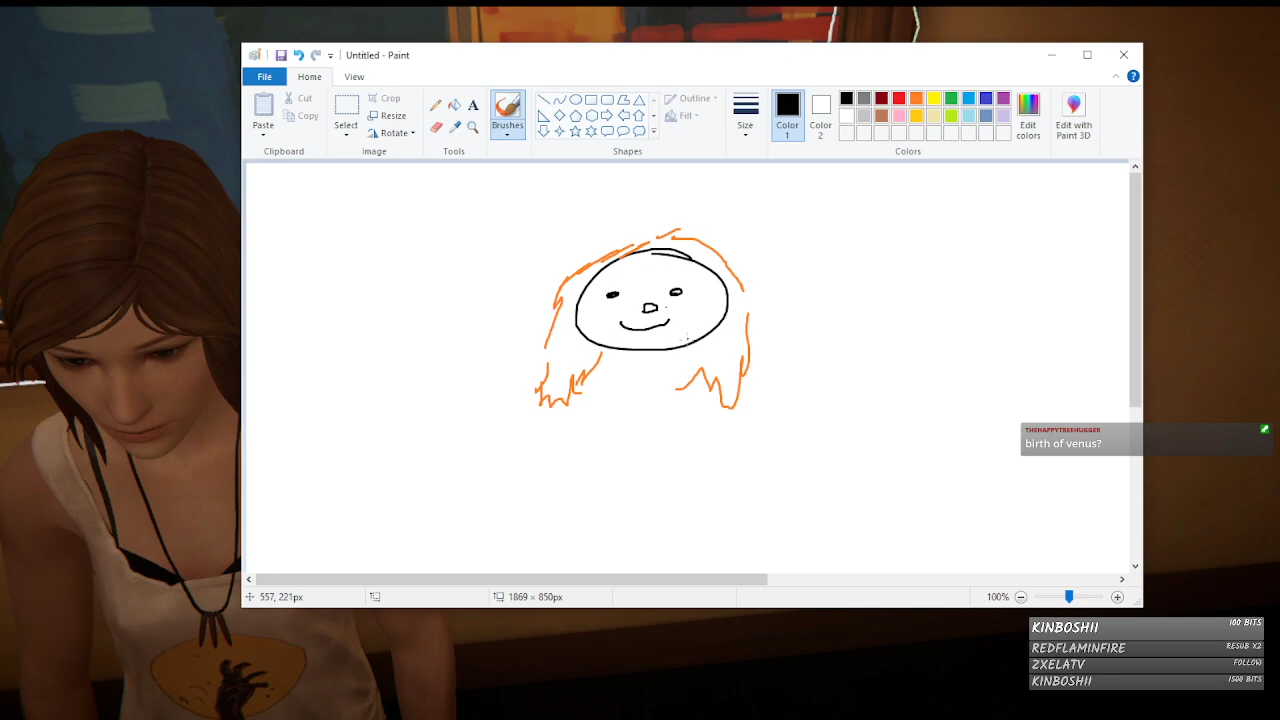 Untitled - Paint
File Home View
Paste
Cut
Copy
Clipboard
Select
Crop
Resize
Rotate
Image
A
Tools
Brushes
Outline
Fill
Shapes
Size
Color 1
Color 2
Edit colors
Colors
Edit with Paint 3D
THEHAPPYTREEHUGGER
birth of venus?
557, 221px
1869 × 850px
100%
KINBOSHII 100 BITS
REDFLAMINFIRE RESUB X2
ZXELATV FOLLOW
KINBOSHII 1500 BITS